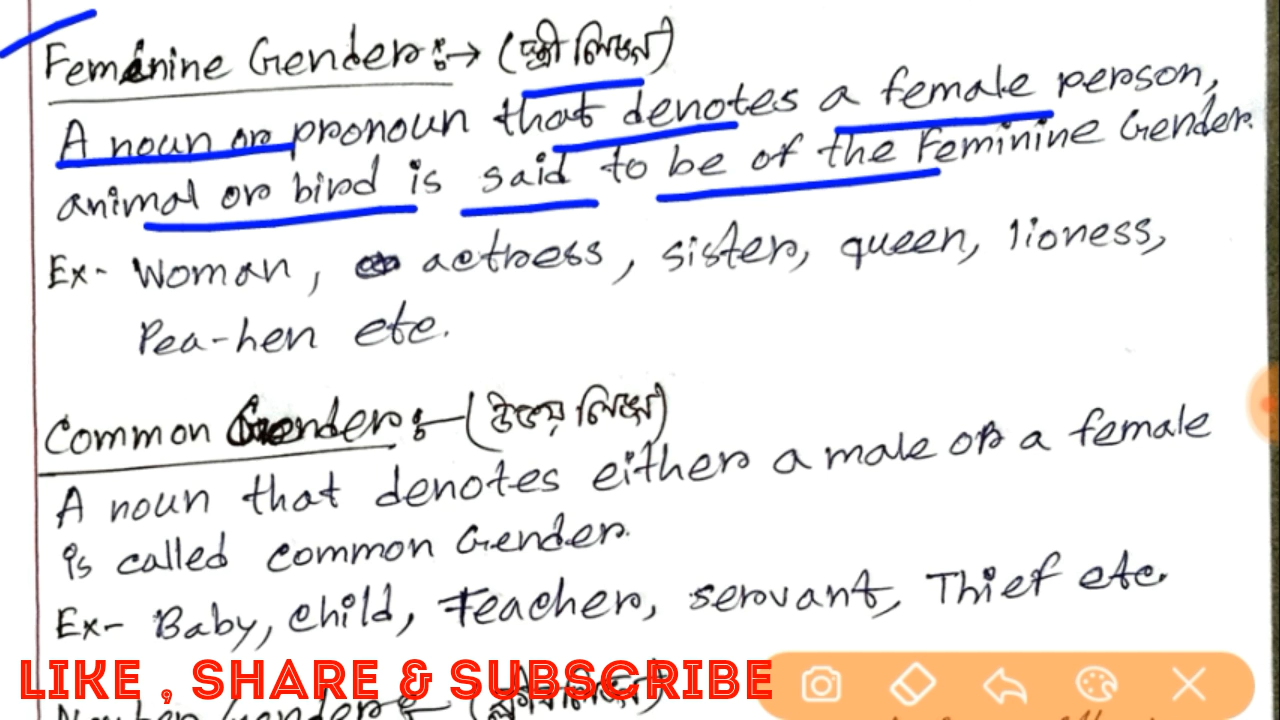 Feminine Gender :→ (স্ত্রী লিঙ্গ)
A noun or pronoun that denotes a female person,
animal or bird is said to be of the Feminine Gender.
Ex- Woman, actress, sister, queen, lioness,
Pea-hen etc.
Common Gender :- (উভয় লিঙ্গ)
A noun that denotes either a male or a female
is called common Gender.
Ex- Baby, child, Teacher, servant, Thief etc.
LIKE , SHARE & SUBSCRIBE
Gender